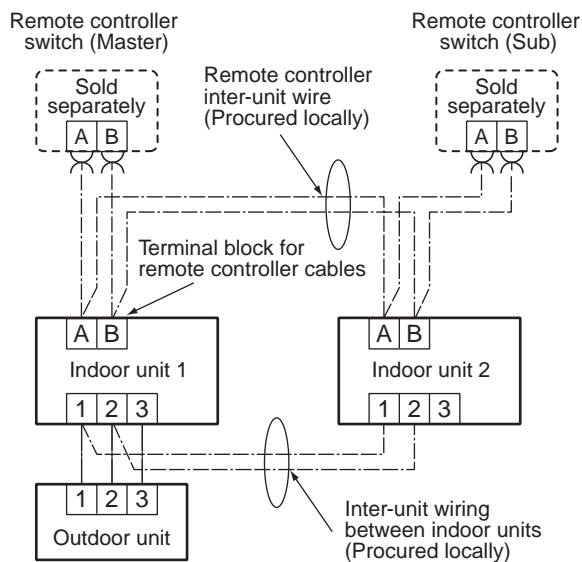 Remote controller
switch (Master)
Remote controller
switch (Sub)
Sold
separately
A B
Remote controller
inter-unit wire
(Procured locally)
Sold
separately
A B
Terminal block for
remote controller cables
A B
Indoor unit 1
1 2 3
A B
Indoor unit 2
1 2 3
1 2 3
Outdoor unit
Inter-unit wiring
between indoor units
(Procured locally)